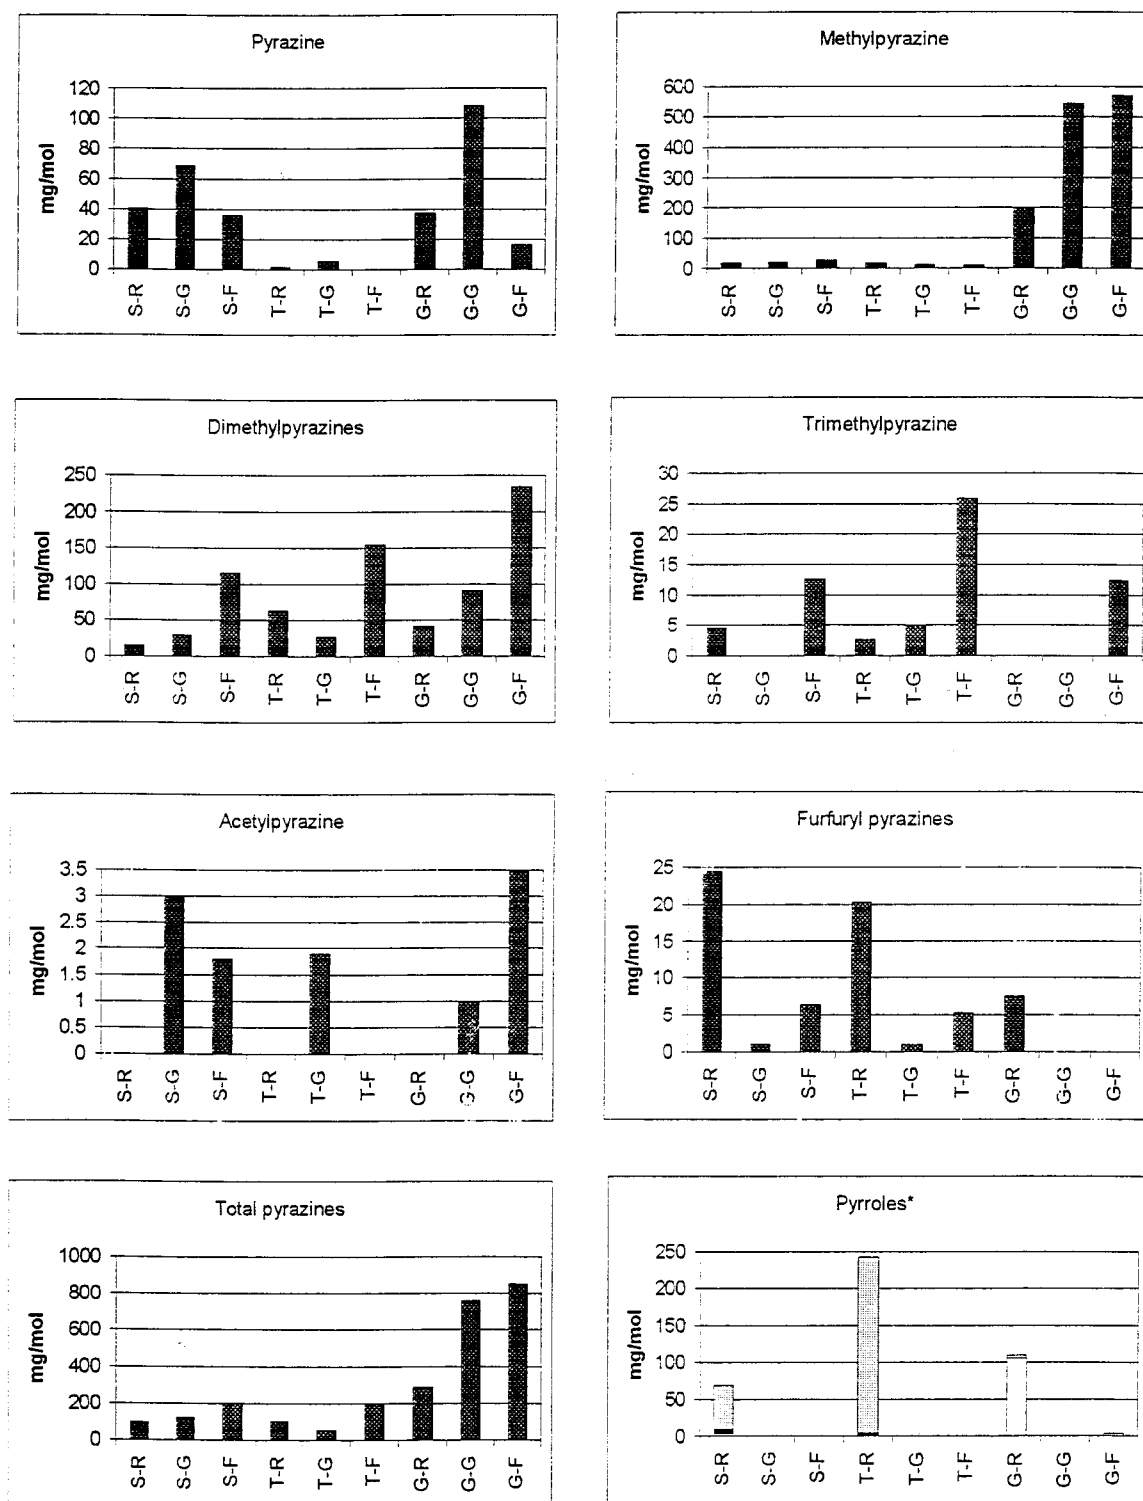 Pyrazine
mg/mol
120
100
80
60
40
20
0
S-R
S-G
S-F
T-R
T-G
T-F
G-R
G-G
G-F
Methylpyrazine
mg/mol
600
500
400
300
200
100
0
S-R
S-G
S-F
T-R
T-G
T-F
G-R
G-G
G-F
Dimethylpyrazines
mg/mol
250
200
150
100
50
0
S-R
S-G
S-F
T-R
T-G
T-F
G-R
G-G
G-F
Trimethylpyrazine
mg/mol
30
25
20
15
10
5
0
S-R
S-G
S-F
T-R
T-G
T-F
G-R
G-G
G-F
Acetylpyrazine
mg/mol
3.5
3
2.5
2
1.5
1
0.5
0
S-R
S-G
S-F
T-R
T-G
T-F
G-R
G-G
G-F
Furfuryl pyrazines
mg/mol
25
20
15
10
5
0
S-R
S-G
S-F
T-R
T-G
T-F
G-R
G-G
G-F
Total pyrazines
mg/mol
1000
800
600
400
200
0
S-R
S-G
S-F
T-R
T-G
T-F
G-R
G-G
G-F
Pyrroles*
mg/mol
250
200
150
100
50
0
S-R
S-G
S-F
T-R
T-G
T-F
G-R
G-G
G-F